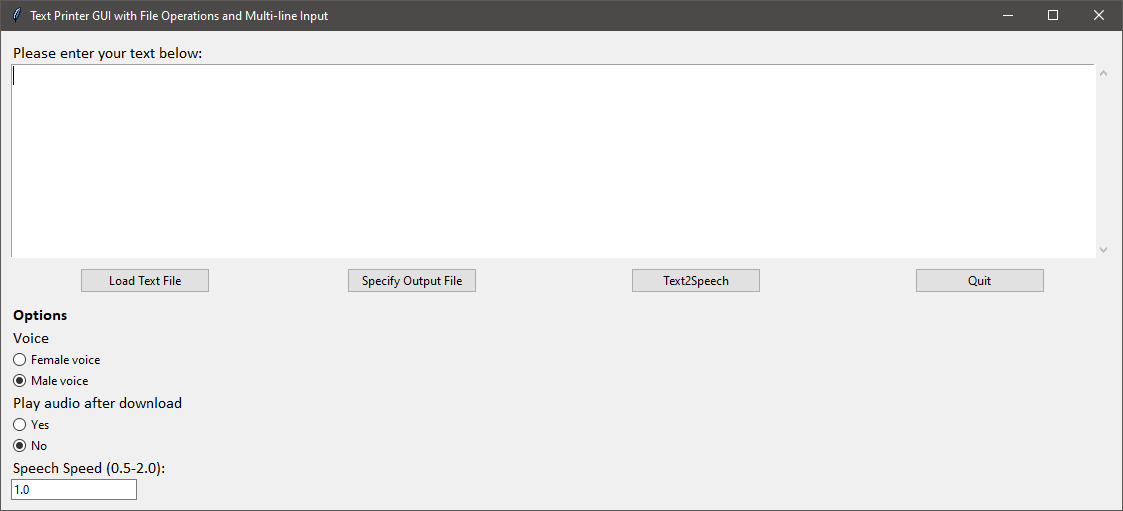 Text Printer GUI with File Operations and Multi-line Input
Please enter your text below:
Load Text File Specify Output File Text2Speech Quit
Options
Voice
Female voice
Male voice
Play audio after download
Yes
No
Speech Speed (0.5-2.0):
1.0